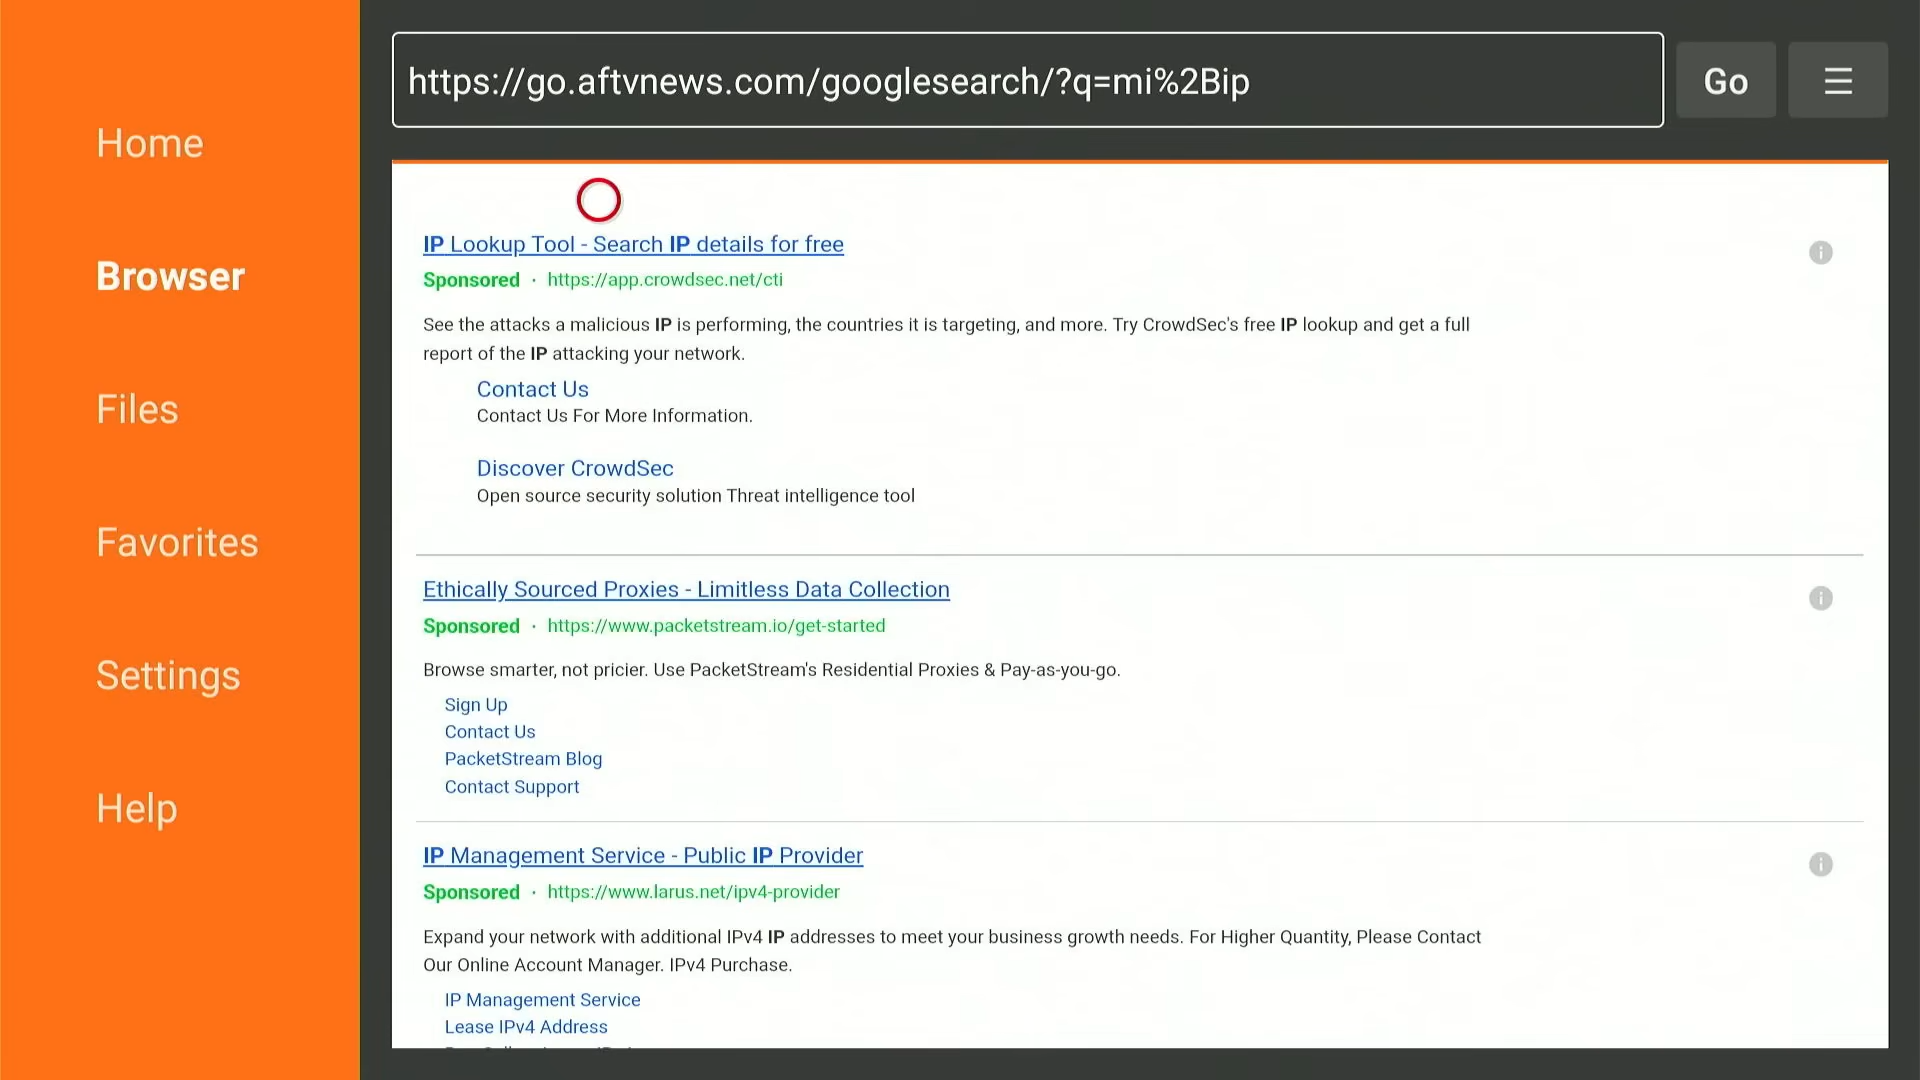 Home
Browser
Files
Favorites
Settings
Help
https://go.aftvnews.com/googlesearch/?q=mi%2Bip
Go
IP Lookup Tool - Search IP details for free
Sponsored · https://app.crowdsec.net/cti
See the attacks a malicious IP is performing, the countries it is targeting, and more. Try CrowdSec's free IP lookup and get a full
report of the IP attacking your network.
Contact Us
Contact Us For More Information.
Discover CrowdSec
Open source security solution Threat intelligence tool
Ethically Sourced Proxies - Limitless Data Collection
Sponsored · https://www.packetstream.io/get-started
Browse smarter, not pricier. Use PacketStream's Residential Proxies & Pay-as-you-go.
Sign Up
Contact Us
PacketStream Blog
Contact Support
IP Management Service - Public IP Provider
Sponsored · https://www.larus.net/ipv4-provider
Expand your network with additional IPv4 IP addresses to meet your business growth needs. For Higher Quantity, Please Contact
Our Online Account Manager. IPv4 Purchase.
IP Management Service
Lease IPv4 Address